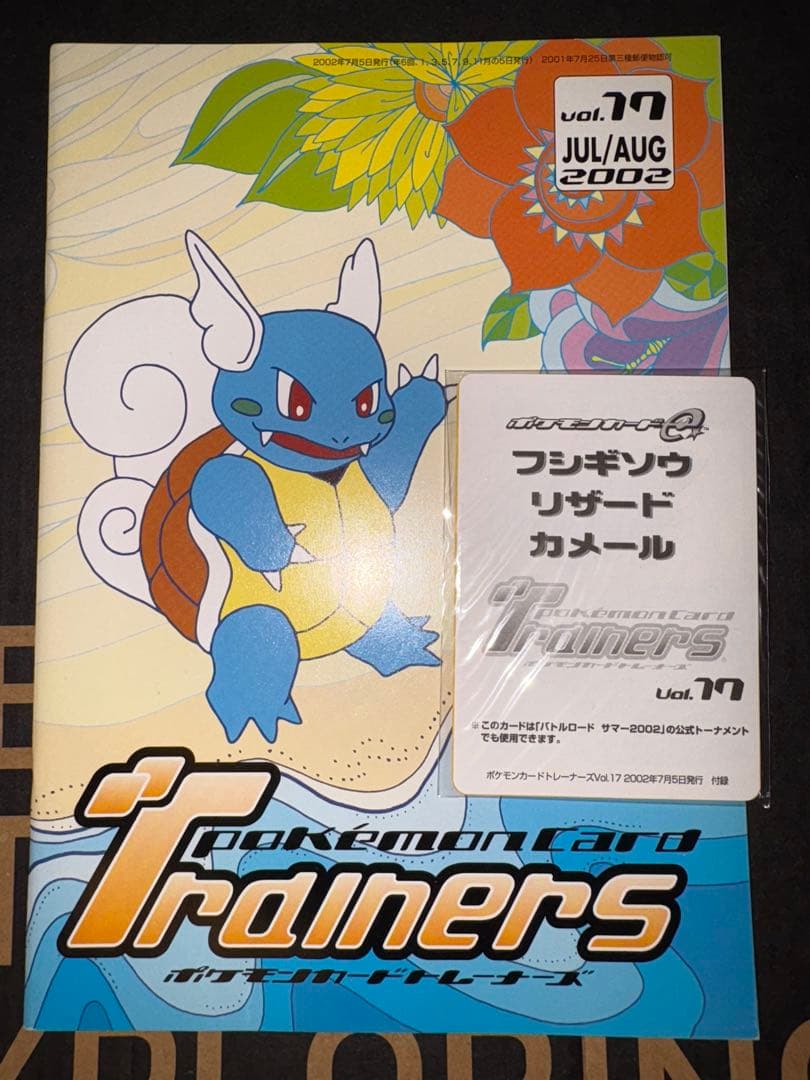 2002年7月5日発行(年6回、1,3,5,7,9,11月の5日発行) 2001年7月25日第三種郵便物認可
vol.17
JUL/AUG
2002
ポケモンカードe
フシギソウ
リザード
カメール
pokémon Card
Trainers
ポケモンカードトレーナーズ
Vol.17
※このカードは「バトルロード サマー2002」の公式トーナメント
でも使用できます。
ポケモンカードトレーナーズVol.17 2002年7月5日発行 付録
pokémon Card
Trainers
ポケモンカードトレーナーズ